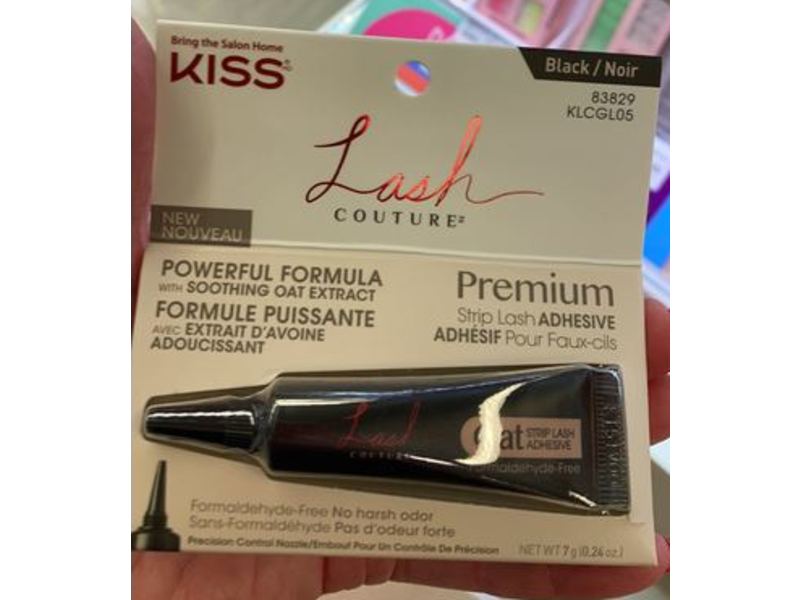 Bring the Salon Home
KISS
Black / Noir
83829
KLCGL05
Lash
COUTURE
NEW
NOUVEAU
POWERFUL FORMULA
WITH SOOTHING OAT EXTRACT
FORMULE PUISSANTE
AVEC EXTRAIT D'AVOINE
ADOUCISSANT
Premium
Strip Lash ADHESIVE
ADHÉSIF Pour Faux-cils
Lash
COUTURE
STRIP LASH
ADHESIVE
Formaldehyde-Free
Formaldehyde-Free No harsh odor
Sans-Formaldéhyde Pas d'odeur forte
Precision Control Nozzle/Embout Pour Un Contrôle De Précision
NET WT 7 g (0.24 oz.)